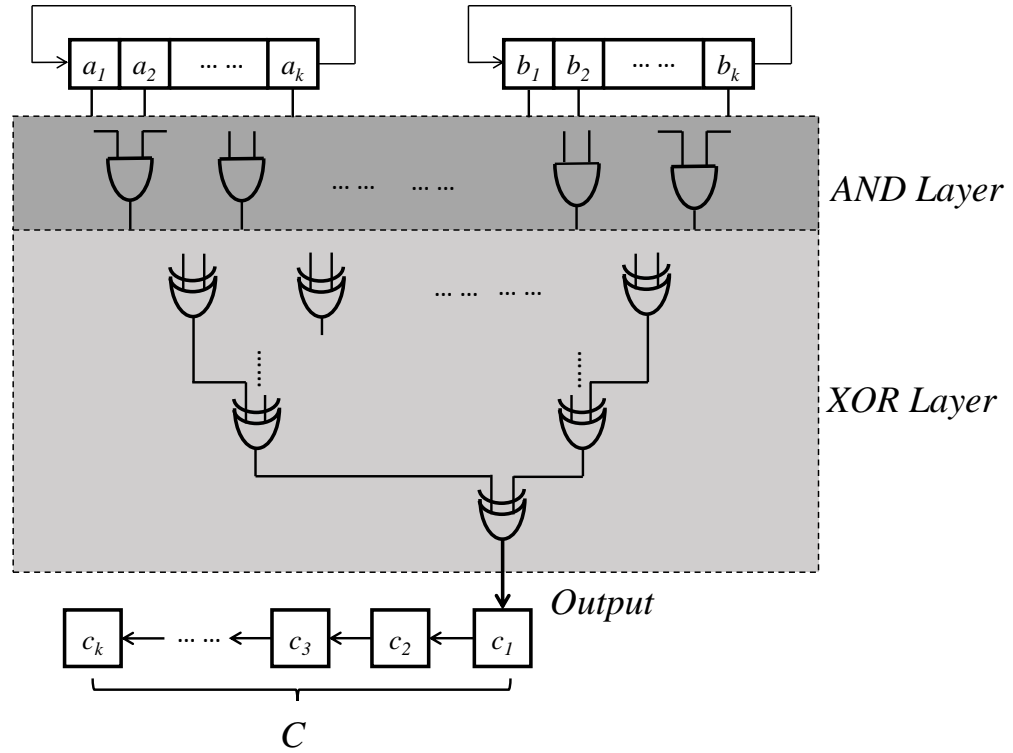 a1 a2 ... ... ak
b1 b2 ... ... bk
... ... ... ...
AND Layer
... ... ... ...
XOR Layer
Output
ck ... ... c3 c2 c1
C